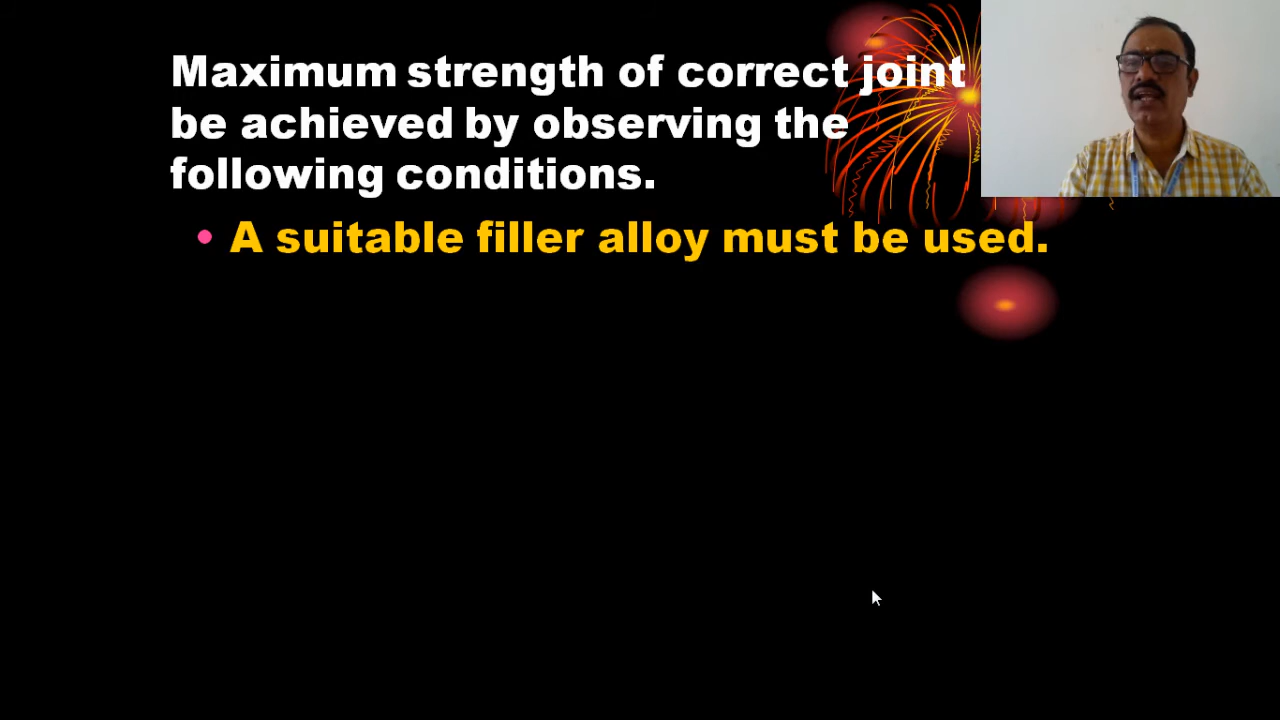 Maximum strength of correct joint
be achieved by observing the
following conditions.
• A suitable filler alloy must be used.